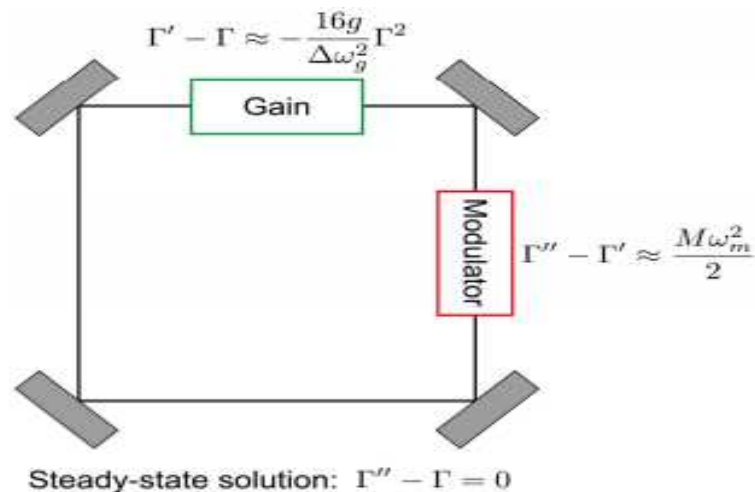 Γ′ − Γ ≈ −16g/Δω_g² Γ²
Gain
Modulator
Γ″ − Γ′ ≈ Mω_m²/2
Steady-state solution: Γ″ − Γ = 0